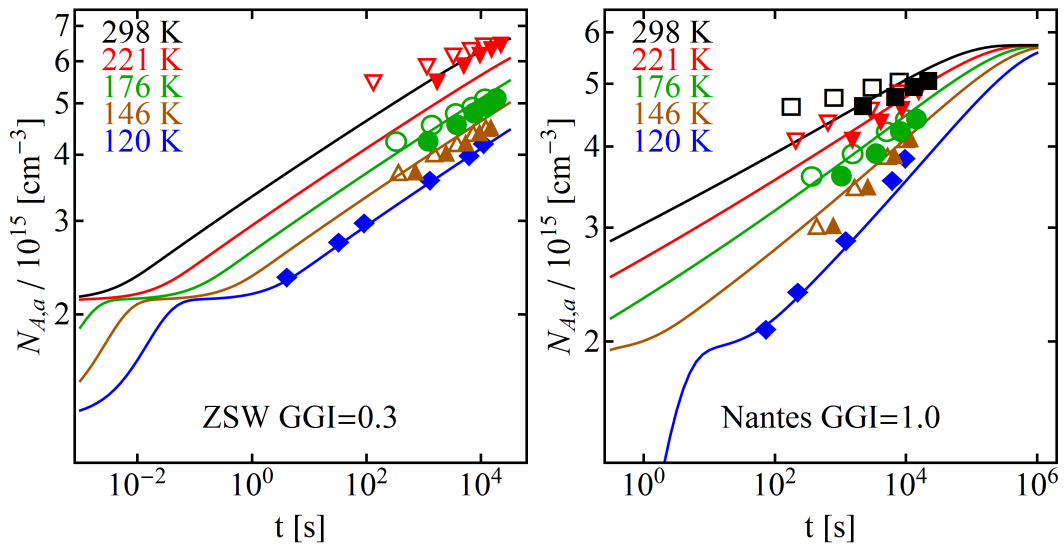 N_{A,a} / 10^{15} [cm^{-3}]
7
6
5
4
3
2
298 K
221 K
176 K
146 K
120 K
ZSW GGI=0.3
10^{-2}
10^{0}
10^{2}
10^{4}
t [s]
N_{A,a} / 10^{15} [cm^{-3}]
6
5
4
3
2
298 K
221 K
176 K
146 K
120 K
Nantes GGI=1.0
10^{0}
10^{2}
10^{4}
10^{6}
t [s]